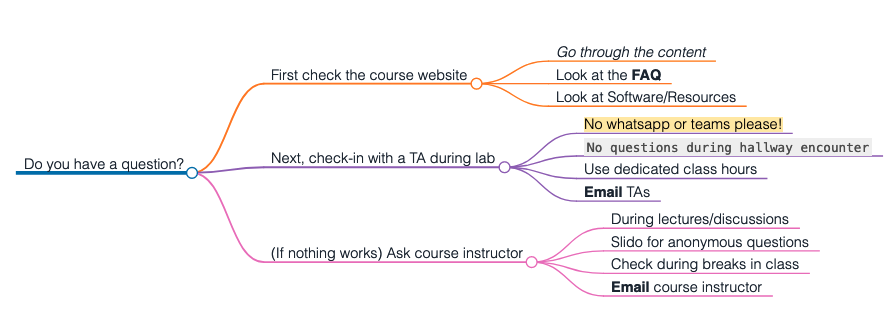 Do you have a question?
First check the course website
Go through the content
Look at the FAQ
Look at Software/Resources
Next, check-in with a TA during lab
No whatsapp or teams please!
No questions during hallway encounter
Use dedicated class hours
Email TAs
(If nothing works) Ask course instructor
During lectures/discussions
Slido for anonymous questions
Check during breaks in class
Email course instructor